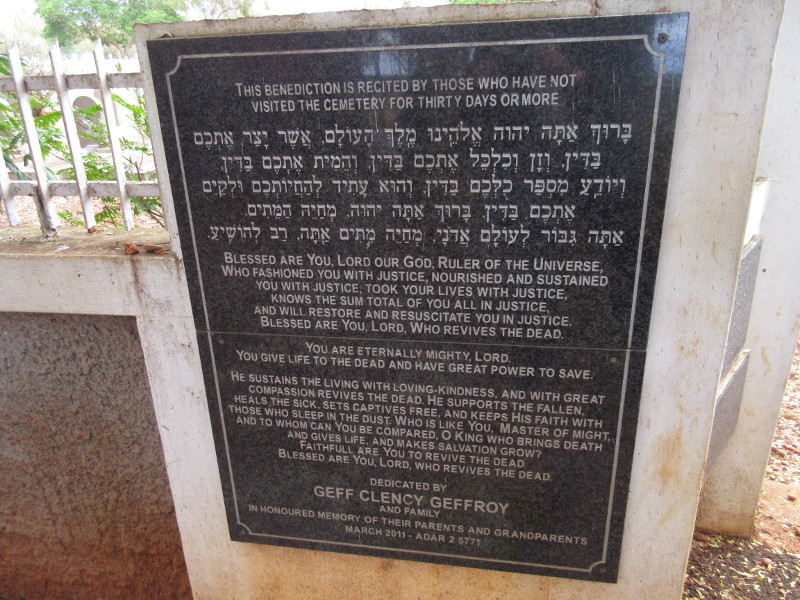 THIS BENEDICTION IS RECITED BY THOSE WHO HAVE NOT
VISITED THE CEMETERY FOR THIRTY DAYS OR MORE
בָּרוּךְ אַתָּה יהוה אֱלֹהֵינוּ מֶלֶךְ הָעוֹלָם, אֲשֶׁר יָצַר אֶתְכֶם
בַּדִּין, וְזָן וְכִלְכֵּל אֶתְכֶם בַּדִּין, וְהֵמִית אֶתְכֶם בַּדִּין,
וְיוֹדֵעַ מִסְפַּר כֻּלְּכֶם בַּדִּין, וְהוּא עָתִיד לְהַחֲיוֹתְכֶם וּלְקַיֵּם
אֶתְכֶם בַּדִּין. בָּרוּךְ אַתָּה יהוה, מְחַיֵּה הַמֵּתִים.
אַתָּה גִּבּוֹר לְעוֹלָם אֲדֹנָי, מְחַיֵּה מֵתִים אַתָּה, רַב לְהוֹשִׁיעַ.
BLESSED ARE YOU, LORD OUR GOD, RULER OF THE UNIVERSE,
WHO FASHIONED YOU WITH JUSTICE, NOURISHED AND SUSTAINED
YOU WITH JUSTICE, TOOK YOUR LIVES WITH JUSTICE,
KNOWS THE SUM TOTAL OF YOU ALL IN JUSTICE,
AND WILL RESTORE AND RESUSCITATE YOU IN JUSTICE.
BLESSED ARE YOU, LORD, WHO REVIVES THE DEAD.
YOU ARE ETERNALLY MIGHTY, LORD.
YOU GIVE LIFE TO THE DEAD AND HAVE GREAT POWER TO SAVE.
HE SUSTAINS THE LIVING WITH LOVING-KINDNESS, AND WITH GREAT
COMPASSION REVIVES THE DEAD. HE SUPPORTS THE FALLEN,
HEALS THE SICK, SETS CAPTIVES FREE, AND KEEPS HIS FAITH WITH
THOSE WHO SLEEP IN THE DUST. WHO IS LIKE YOU, MASTER OF MIGHT,
AND TO WHOM CAN YOU BE COMPARED, O KING WHO BRINGS DEATH
AND GIVES LIFE, AND MAKES SALVATION GROW?
FAITHFULL ARE YOU TO REVIVE THE DEAD.
BLESSED ARE YOU, LORD, WHO REVIVES THE DEAD.
DEDICATED BY
GEFF CLENCY GEFFROY
AND FAMILY
IN HONOURED MEMORY OF THEIR PARENTS AND GRANDPARENTS
MARCH 2011 - ADAR 2 5771